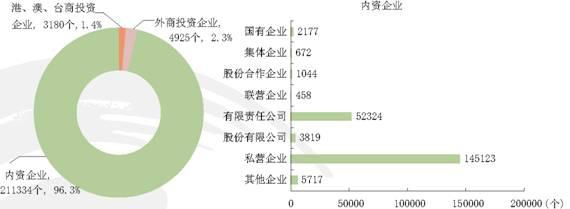 港、澳、台商投资
企业, 3180个, 1.4%
外商投资企业,
4925个, 2.3%
内资企业,
211334个, 96.3%
内资企业
国有企业 2177
集体企业 672
股份合作企业 1044
联营企业 458
有限责任公司 52324
股份有限公司 3819
私营企业 145123
其他企业 5717
0 50000 100000 150000 200000 (个)